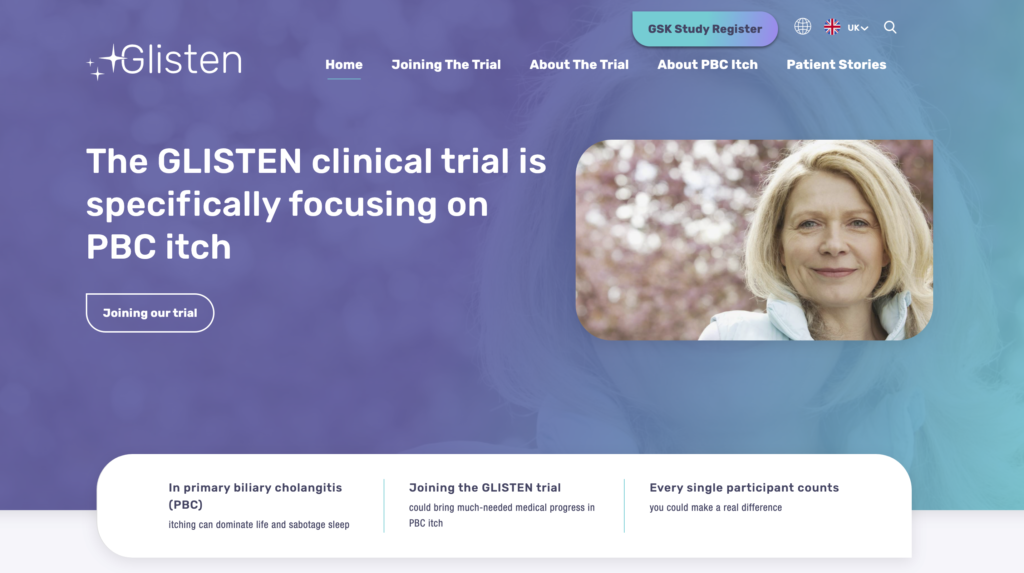 GSK Study Register
UK
Glisten
Home
Joining The Trial
About The Trial
About PBC Itch
Patient Stories
The GLISTEN clinical trial is
specifically focusing on
PBC itch
Joining our trial
In primary biliary cholangitis
(PBC)
itching can dominate life and sabotage sleep
Joining the GLISTEN trial
could bring much-needed medical progress in
PBC itch
Every single participant counts
you could make a real difference